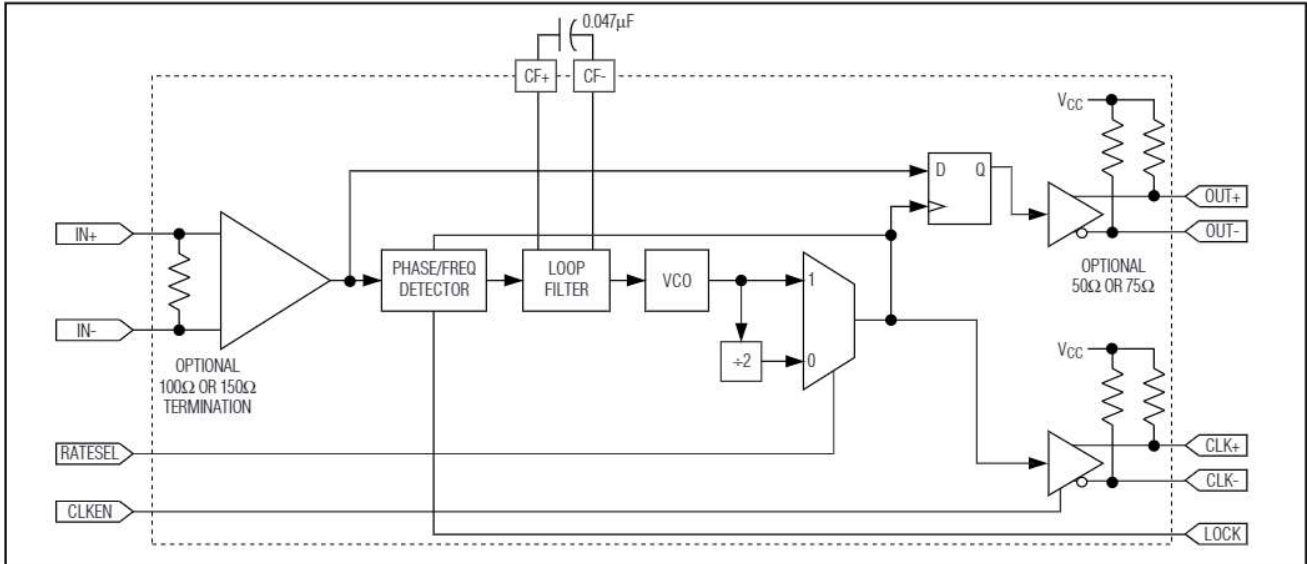 0.047µF
CF+
CF-
VCC
D
Q
OUT+
OUT-
IN+
PHASE/FREQ
DETECTOR
LOOP
FILTER
VCO
1
OPTIONAL
50Ω OR 75Ω
IN-
÷2
0
VCC
OPTIONAL
100Ω OR 150Ω
TERMINATION
RATESEL
CLK+
CLK-
CLKEN
LOCK